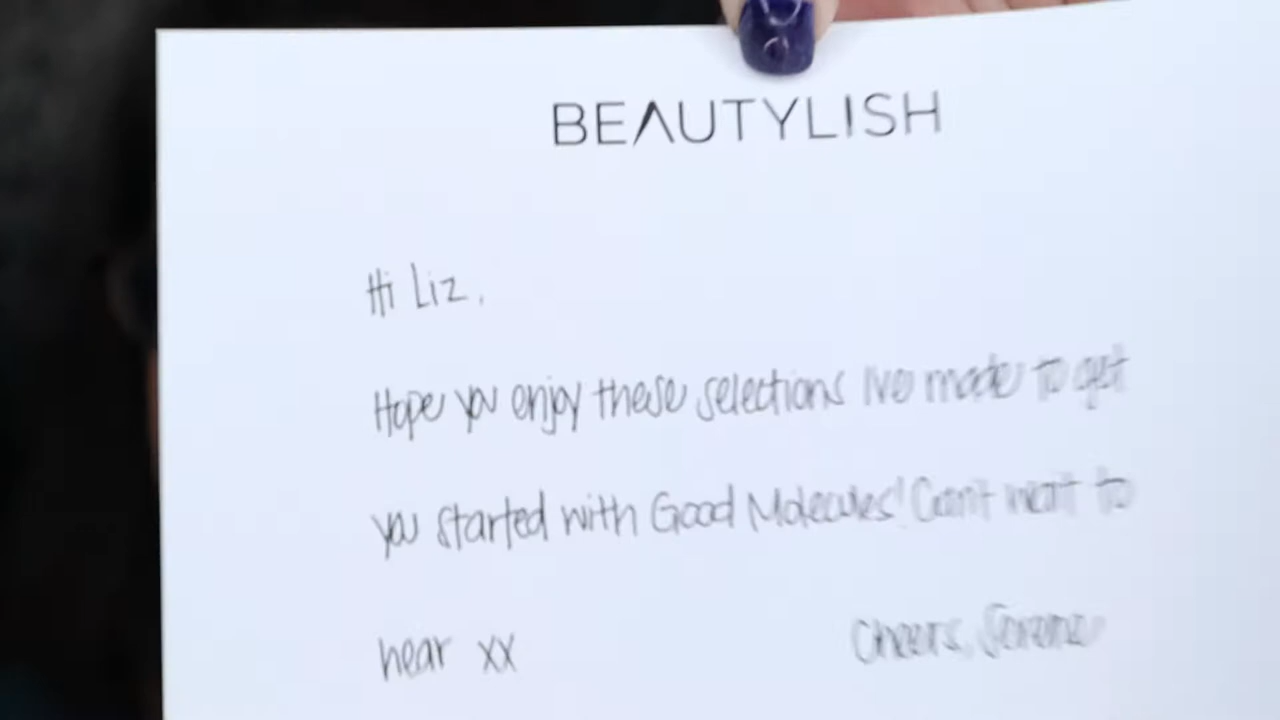 BEAUTYLISH
Hi Liz,
Hope you enjoy these selections I've made to get
you started with Good Molecules! Can't wait to
hear xx
Cheers,